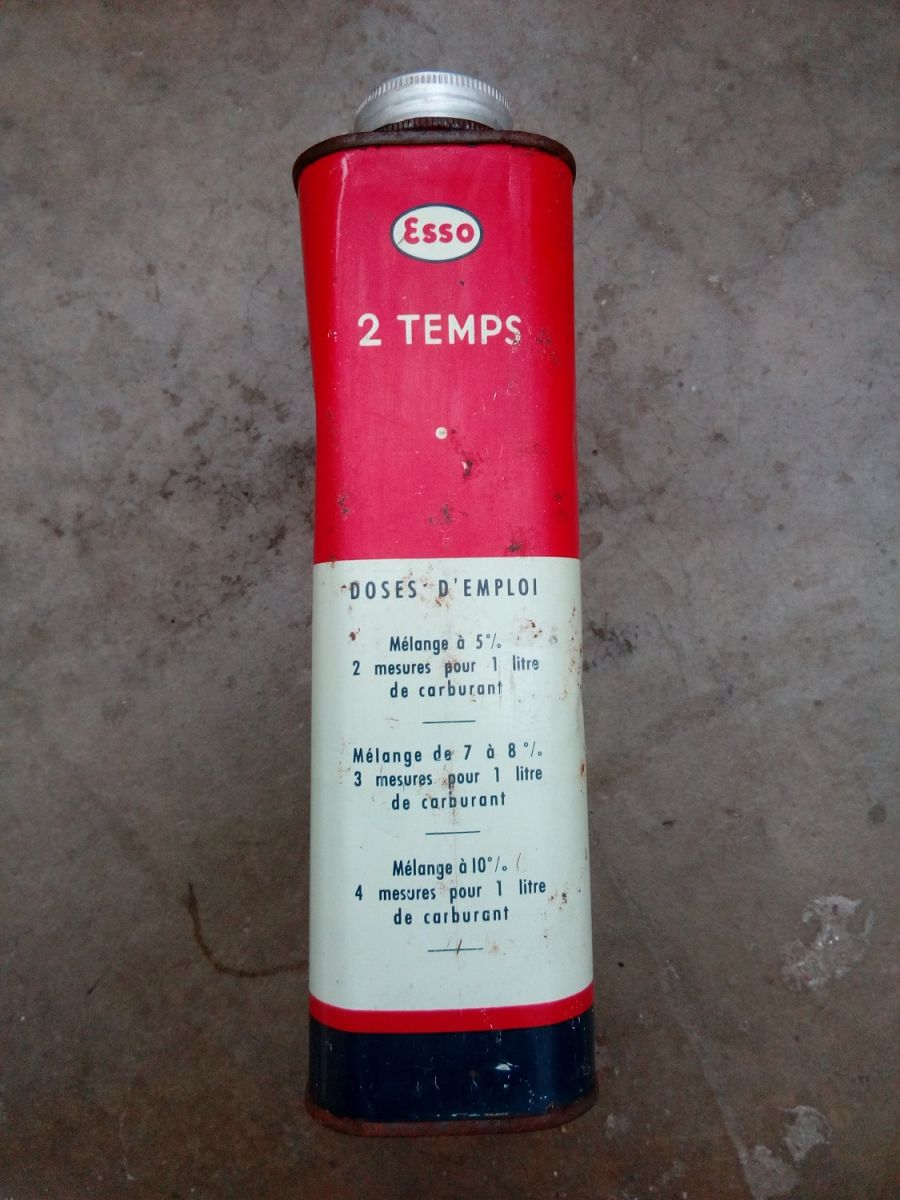 Esso
2 TEMPS
DOSES D'EMPLOI
Mélange à 5%
2 mesures pour 1 litre
de carburant
Mélange de 7 à 8%
3 mesures pour 1 litre
de carburant
Mélange à 10%
4 mesures pour 1 litre
de carburant